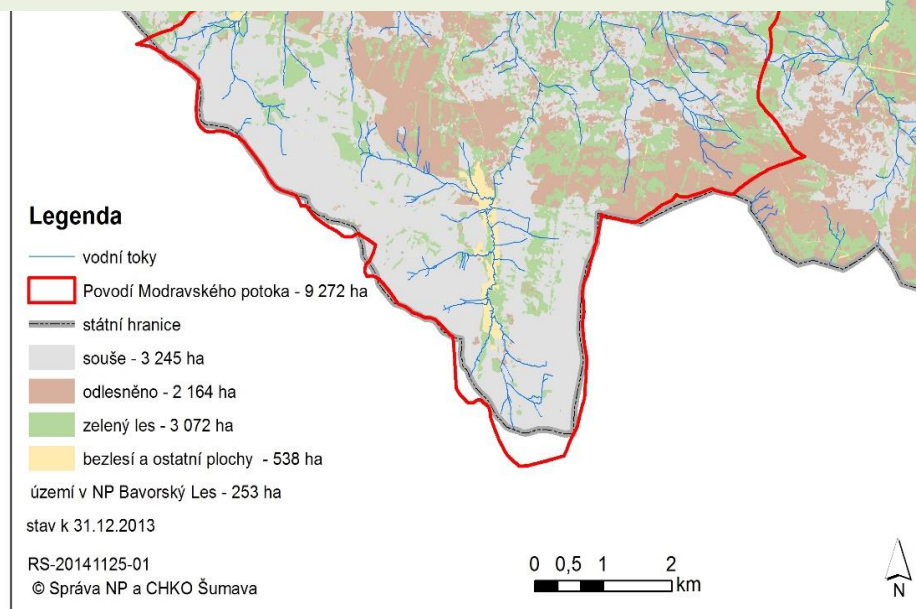 Legenda
vodní toky
Povodí Modravského potoka - 9 272 ha
státní hranice
souše - 3 245 ha
odlesněno - 2 164 ha
zelený les - 3 072 ha
bezlesí a ostatní plochy - 538 ha
území v NP Bavorský Les - 253 ha
stav k 31.12.2013
RS-20141125-01
© Správa NP a CHKO Šumava
0 0,5 1 2
km
N